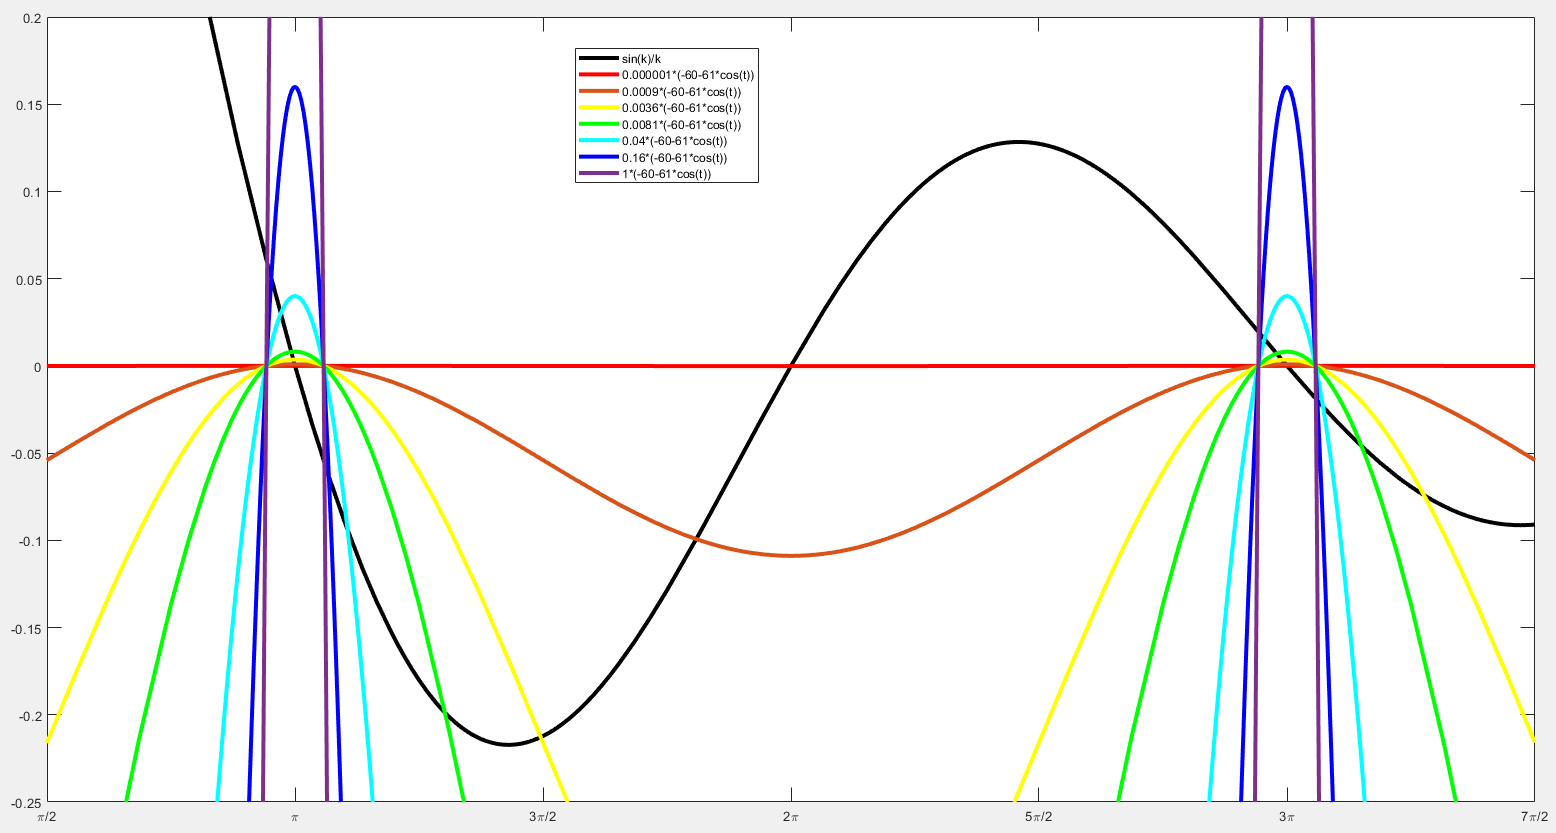 0.2
0.15
0.1
0.05
0
-0.05
-0.1
-0.15
-0.2
-0.25
sin(k)/k
0.000001*(-60-61*cos(t))
0.0009*(-60-61*cos(t))
0.0036*(-60-61*cos(t))
0.0081*(-60-61*cos(t))
0.04*(-60-61*cos(t))
0.16*(-60-61*cos(t))
1*(-60-61*cos(t))
π/2 π 3π/2 2π 5π/2 3π 7π/2